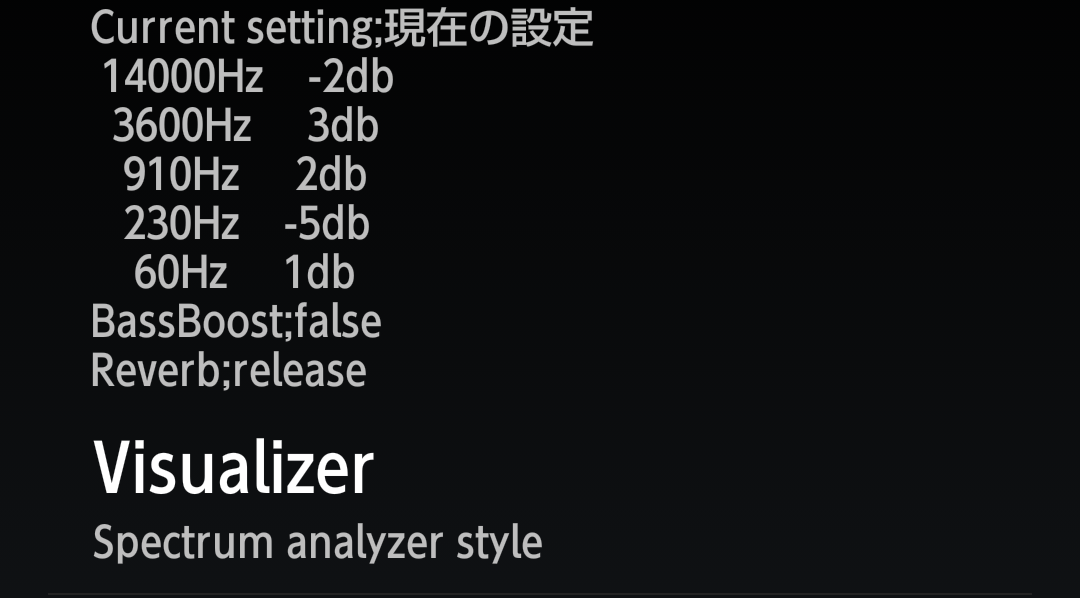 Current setting;現在の設定
14000Hz -2db
3600Hz 3db
910Hz 2db
230Hz -5db
60Hz 1db
BassBoost;false
Reverb;release
Visualizer
Spectrum analyzer style